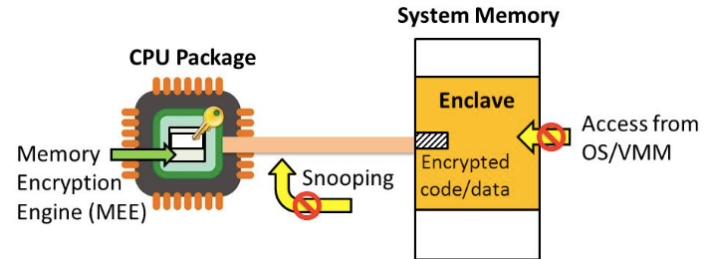 System Memory
CPU Package
Enclave
Access from
OS/VMM
Memory
Encryption
Engine (MEE)
Snooping
Encrypted
code/data